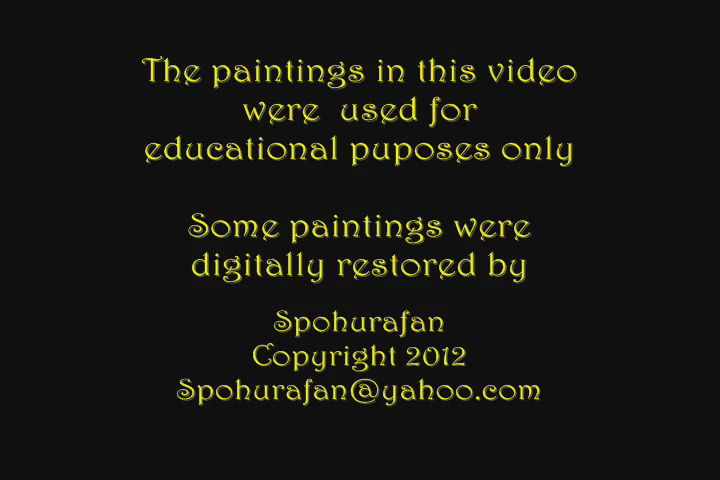 The paintings in this video
were used for
educational puposes only
Some paintings were
digitally restored by
Spohurafan
Copyright 2012
Spohurafan@yahoo.com